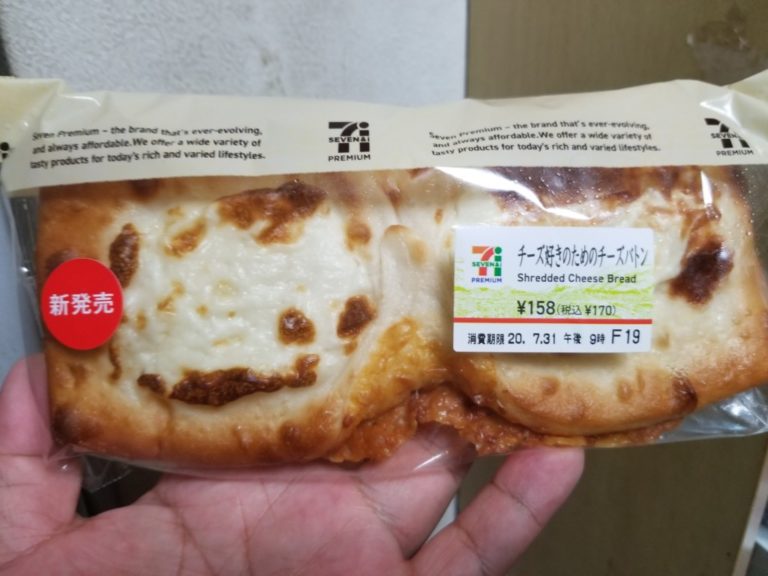 Seven Premium – the brand that's ever-evolving,
and always affordable. We offer a wide variety of
tasty products for today's rich and varied lifestyles.
7
SEVEN&i
PREMIUM
Seven Premium – the brand that's ever-evolving,
and always affordable. We offer a wide variety of
tasty products for today's rich and varied lifestyles.
SEVEN&i
PREMIUM
新発売
7
SEVEN&i
PREMIUM
チーズ好きのためのチーズバトン
Shredded Cheese Bread
¥158(税込 ¥170)
消費期限 20. 7.31 午後 9時 F19